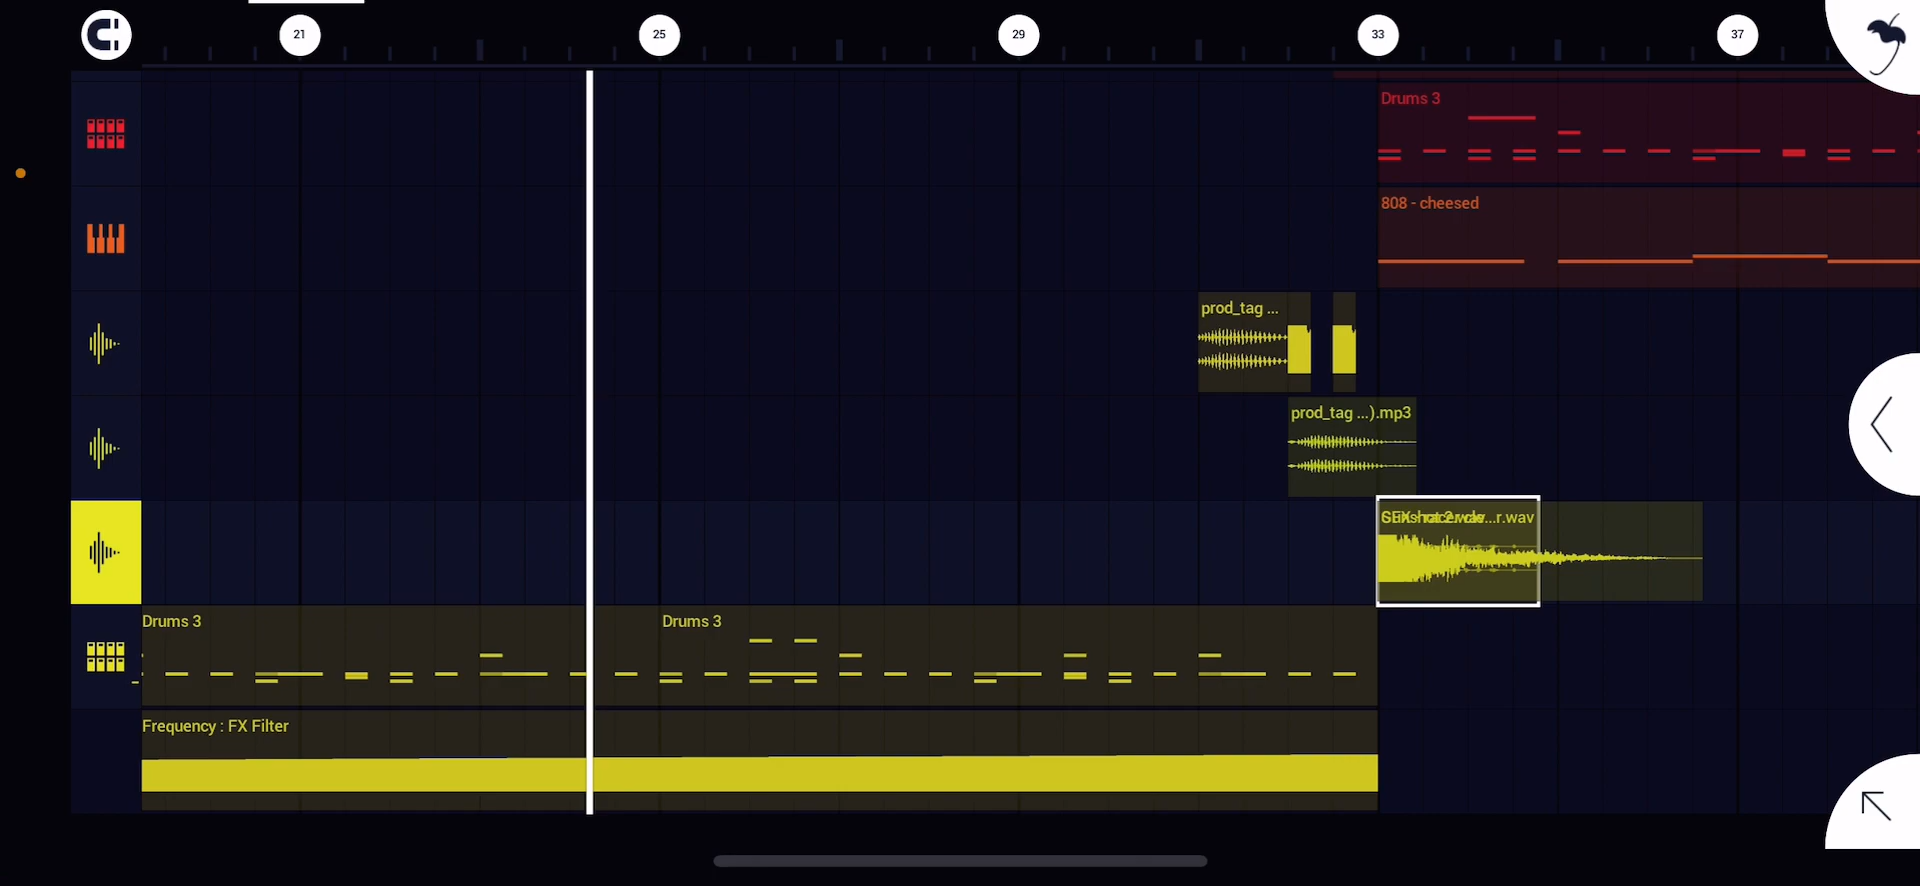 21 25 29 33 37
Drums 3
808 - cheesed
prod_tag ...
prod_tag ...).mp3
...r.wav
Drums 3 Drums 3
Frequency : FX Filter